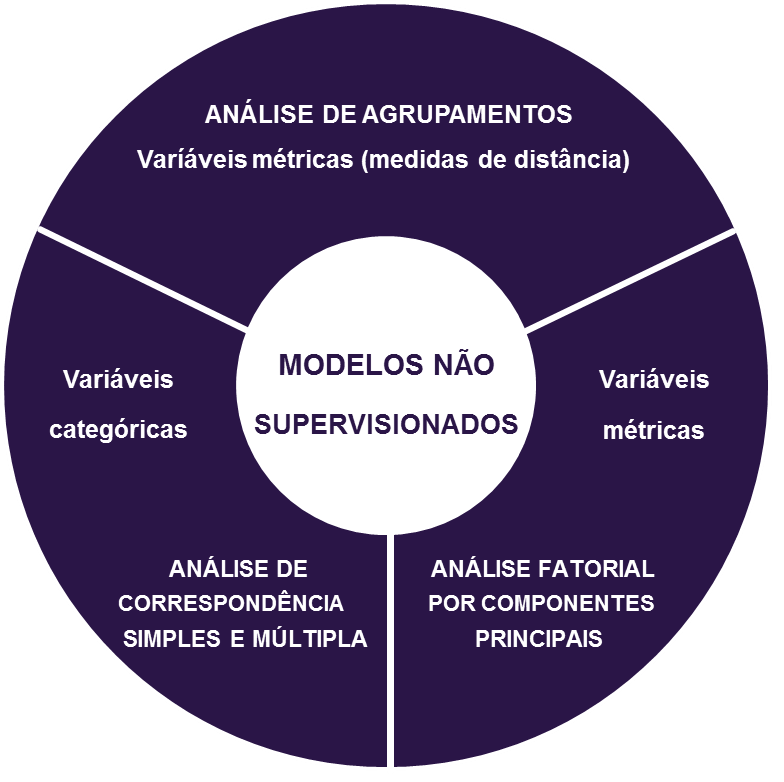 ANÁLISE DE AGRUPAMENTOS
Varíáveis métricas (medidas de distância)
MODELOS NÃO
SUPERVISIONADOS
Variáveis
categóricas
ANÁLISE DE
CORRESPONDÊNCIA
SIMPLES E MÚLTIPLA
Variáveis
métricas
ANÁLISE FATORIAL
POR COMPONENTES
PRINCIPAIS